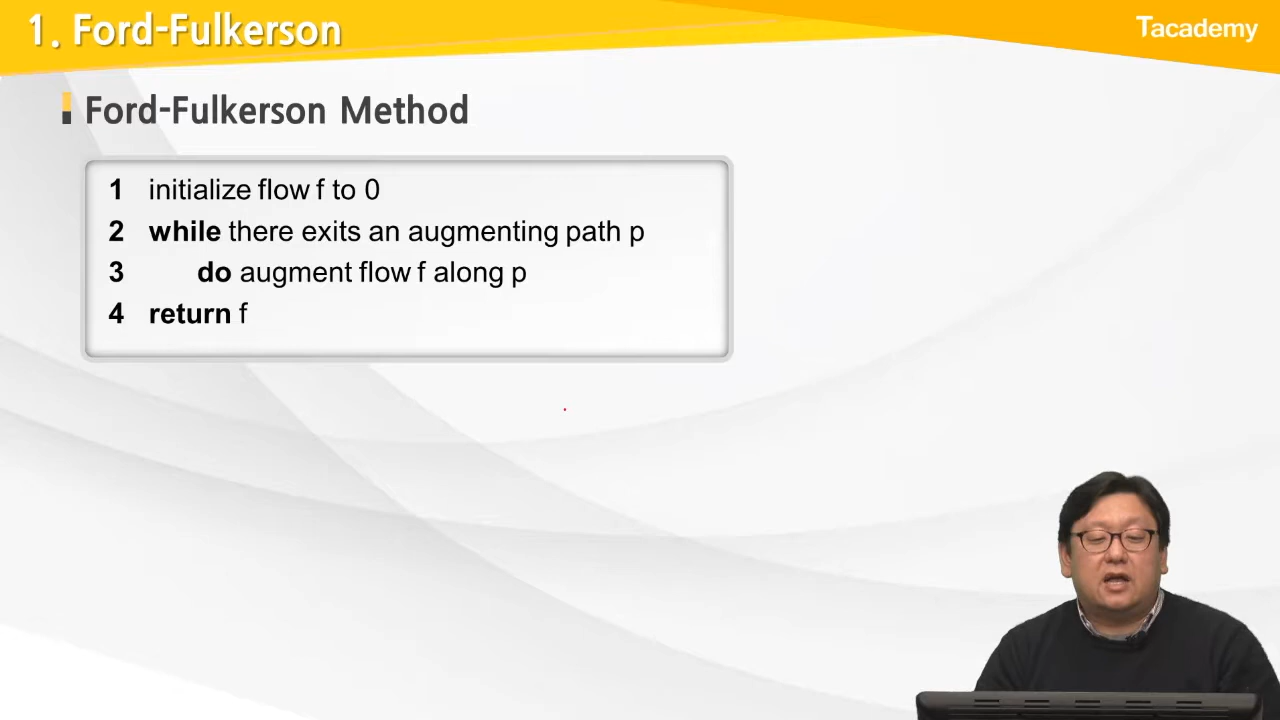 1. Ford-Fulkerson
Tacademy
Ford-Fulkerson Method
1 initialize flow f to 0
2 while there exits an augmenting path p
3 do augment flow f along p
4 return f